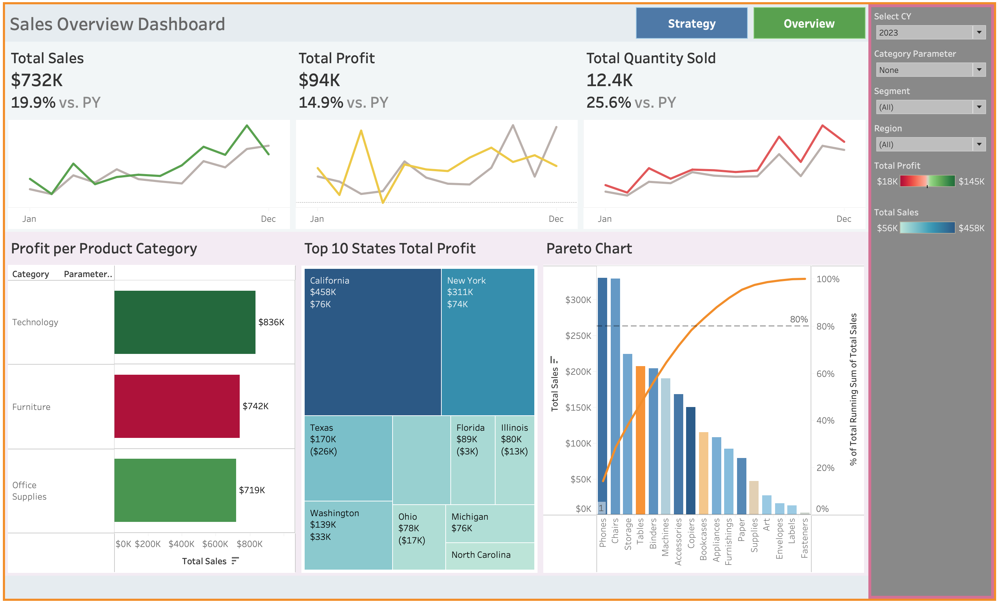 Sales Overview Dashboard
Strategy
Overview
Total Sales
$732K
19.9% vs. PY
Jan
Dec
Total Profit
$94K
14.9% vs. PY
Jan
Dec
Total Quantity Sold
12.4K
25.6% vs. PY
Jan
Dec
Profit per Product Category
Category
Parameter..
Technology
$836K
Furniture
$742K
Office
Supplies
$719K
$0K
$200K
$400K
$600K
$800K
Total Sales
Top 10 States Total Profit
California
$458K
$76K
New York
$311K
$74K
Texas
$170K
($26K)
Florida
$89K
($3K)
Illinois
$80K
($13K)
Washington
$139K
$33K
Ohio
$78K
($17K)
Michigan
$76K
North Carolina
Pareto Chart
Total Sales
$300K
$250K
$200K
$150K
$100K
$50K
$0K
1
80%
100%
80%
60%
40%
20%
0%
% of Total Running Sum of Total Sales
Phones
Chairs
Storage
Tables
Binders
Machines
Accessories
Copiers
Bookcases
Appliances
Furnishings
Paper
Supplies
Art
Envelopes
Labels
Fasteners
Select CY
2023
Category Parameter
None
Segment
(All)
Region
(All)
Total Profit
$18K
$145K
Total Sales
$56K
$458K